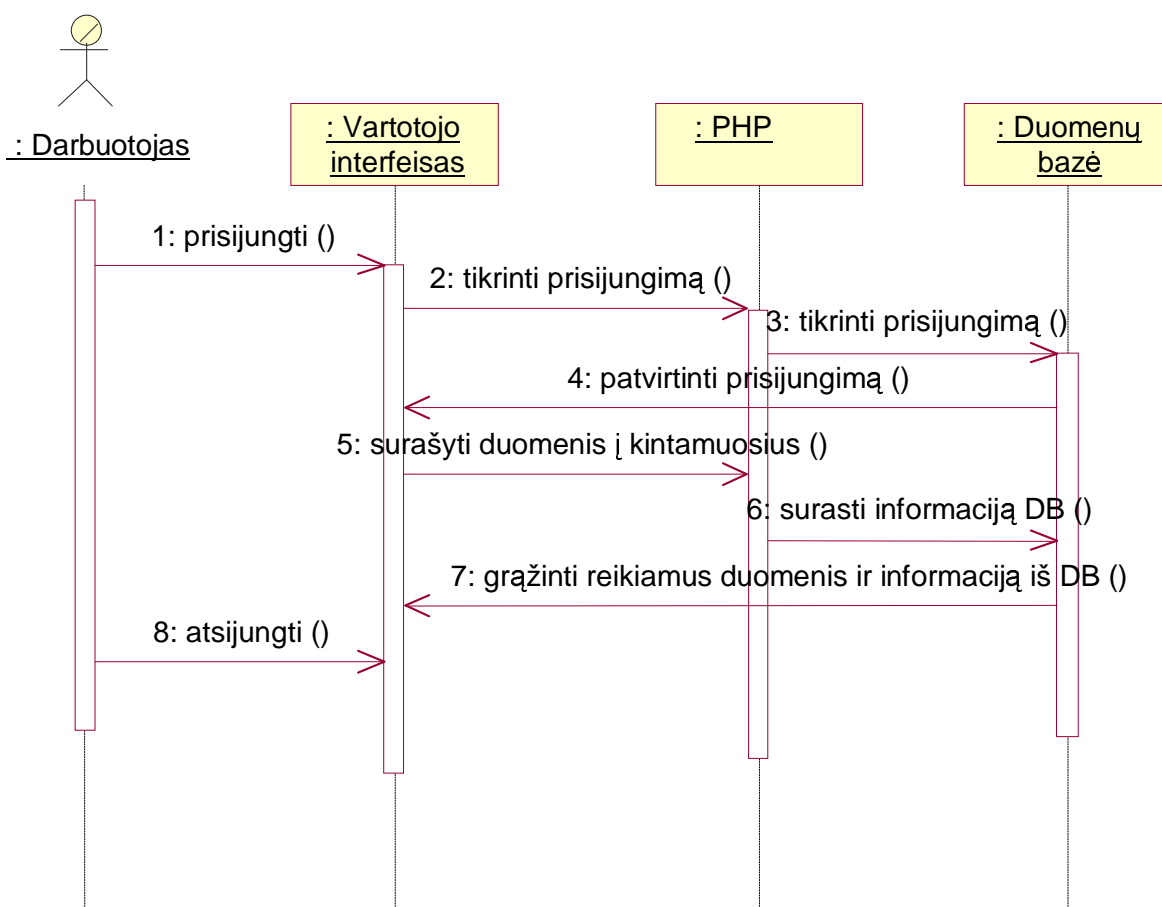 : Darbuotojas
: Vartotojo
interfeisas
: PHP
: Duomenų
bazė
1: prisijungti ()
2: tikrinti prisijungimą ()
3: tikrinti prisijungimą ()
4: patvirtinti prisijungimą ()
5: surašyti duomenis į kintamuosius ()
6: surasti informaciją DB ()
7: grąžinti reikiamus duomenis ir informaciją iš DB ()
8: atsijungti ()